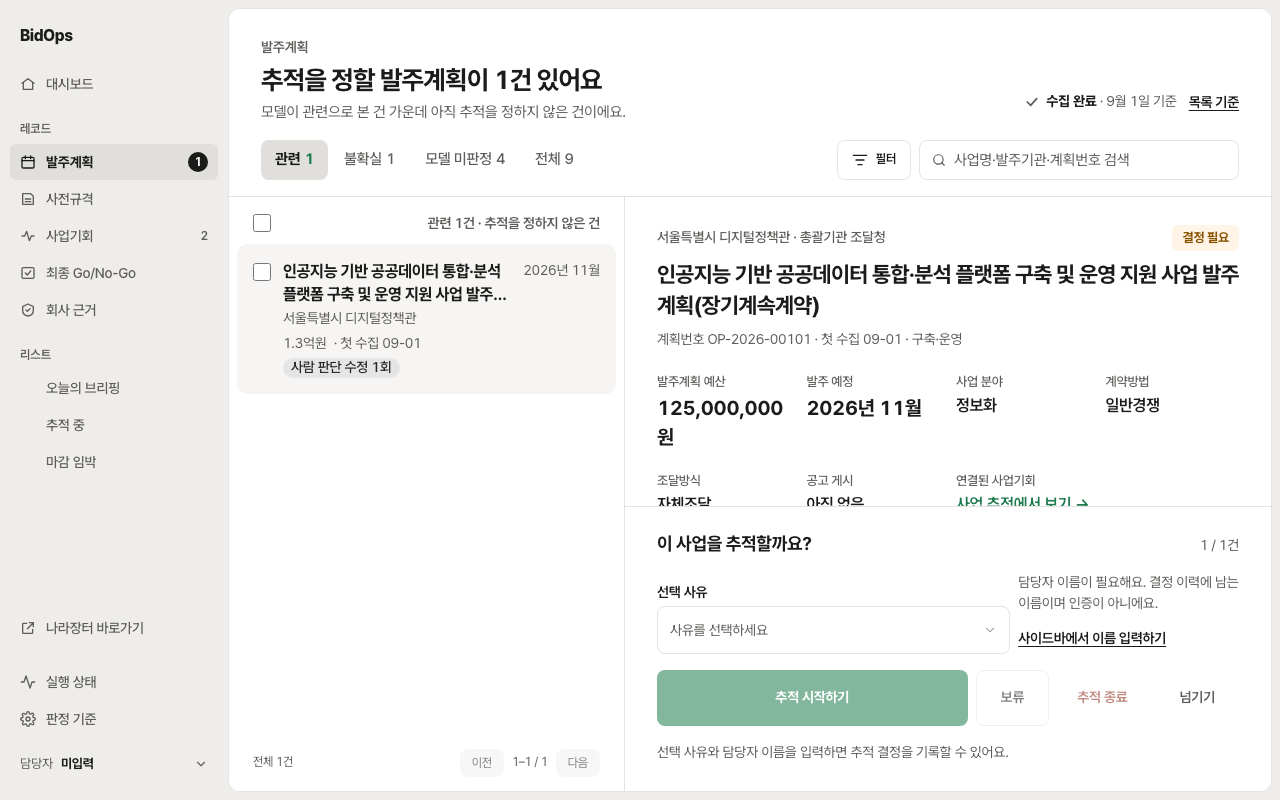 BidOps
대시보드
레코드
발주계획 1
사전규격
사업기회 2
최종 Go/No-Go
회사 근거
리스트
오늘의 브리핑
추적 중
마감 임박
나라장터 바로가기
실행 상태
판정 기준
담당자 미입력
발주계획
추적을 정할 발주계획이 1건 있어요
모델이 관련으로 본 건 가운데 아직 추적을 정하지 않은 건이에요.
수집 완료 · 9월 1일 기준 목록 기준
관련 1 불확실 1 모델 미판정 4 전체 9
필터
사업명·발주기관·계획번호 검색
관련 1건 · 추적을 정하지 않은 건
인공지능 기반 공공데이터 통합·분석 2026년 11월
플랫폼 구축 및 운영 지원 사업 발주...
서울특별시 디지털정책관
1.3억원 · 첫 수집 09-01
사람 판단 수정 1회
전체 1건
이전 1–1 / 1 다음
서울특별시 디지털정책관 · 총괄기관 조달청
결정 필요
인공지능 기반 공공데이터 통합·분석 플랫폼 구축 및 운영 지원 사업 발주
계획(장기계속계약)
계획번호 OP-2026-00101 · 첫 수집 09-01 · 구축·운영
발주계획 예산 발주 예정 사업 분야 계약방법
125,000,000 2026년 11월 정보화 일반경쟁
원
조달방식 공고 게시 연결된 사업기회
자체조달 아직 없음 사업 추적에서 보기 →
이 사업을 추적할까요?
1 / 1건
선택 사유
사유를 선택하세요
담당자 이름이 필요해요. 결정 이력에 남는
이름이며 인증이 아니에요.
사이드바에서 이름 입력하기
추적 시작하기 보류 추적 종료 넘기기
선택 사유와 담당자 이름을 입력하면 추적 결정을 기록할 수 있어요.